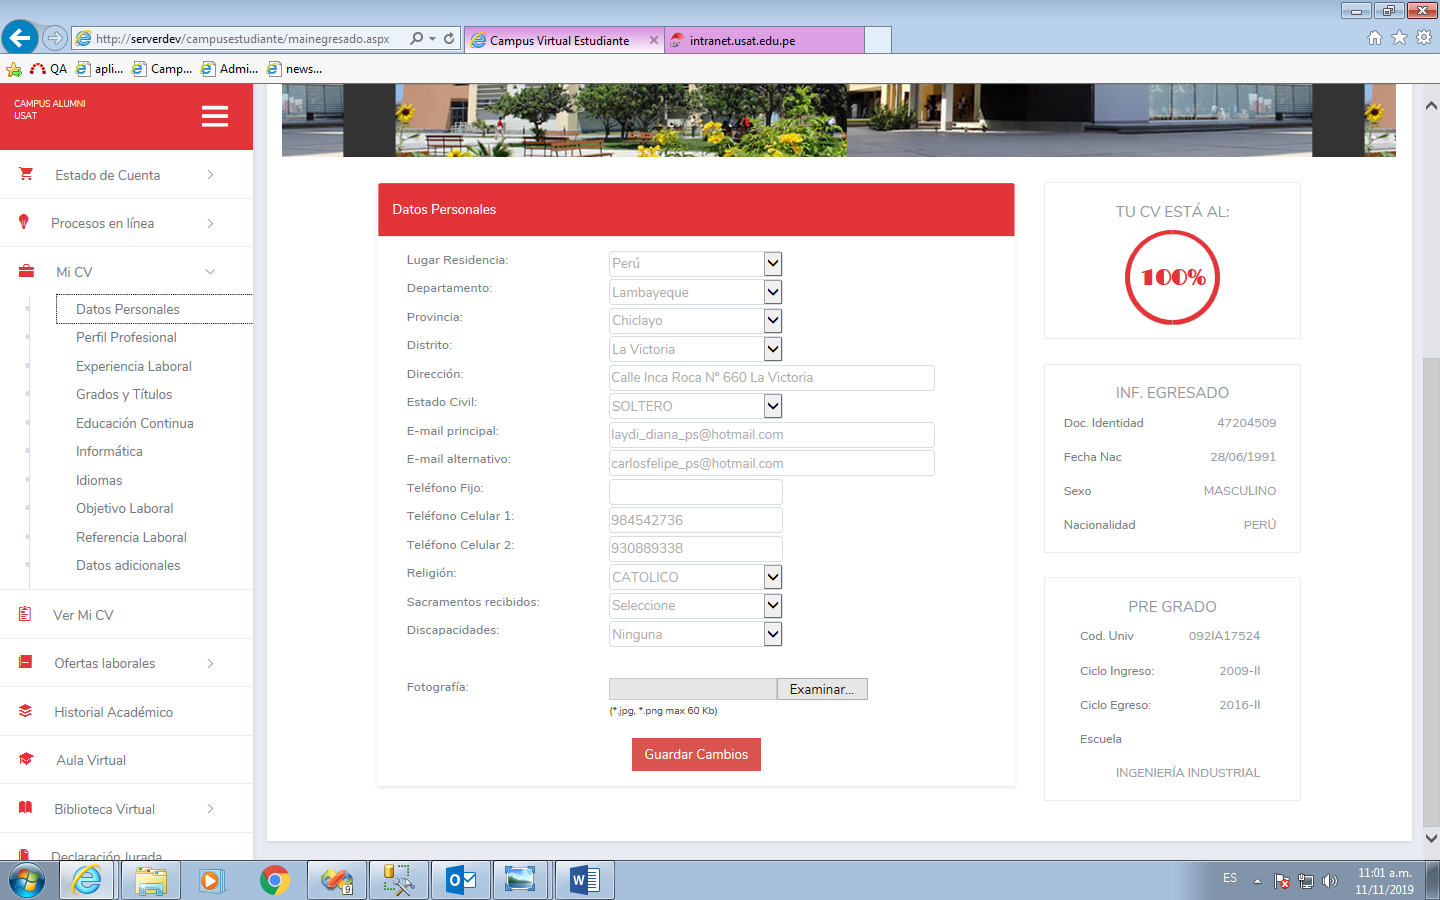 http://serverdev/campusestudiante/mainegresado.aspx
Campus Virtual Estudiante
intranet.usat.edu.pe
QA
apli...
Camp...
Admi...
news...
CAMPUS ALUMNI
USAT
Estado de Cuenta
Procesos en línea
Mi CV
Datos Personales
Perfil Profesional
Experiencia Laboral
Grados y Títulos
Educación Continua
Informática
Idiomas
Objetivo Laboral
Referencia Laboral
Datos adicionales
Ver Mi CV
Ofertas laborales
Historial Académico
Aula Virtual
Biblioteca Virtual
Declaración Jurada
Datos Personales
Lugar Residencia: Perú
Departamento: Lambayeque
Provincia: Chiclayo
Distrito: La Victoria
Dirección: Calle Inca Roca Nº 660 La Victoria
Estado Civil: SOLTERO
E-mail principal: laydi_diana_ps@hotmail.com
E-mail alternativo: carlosfelipe_ps@hotmail.com
Teléfono Fijo:
Teléfono Celular 1: 984542736
Teléfono Celular 2: 930889338
Religión: CATOLICO
Sacramentos recibidos: Seleccione
Discapacidades: Ninguna
Fotografía: Examinar...
(*.jpg, *.png max 60 Kb)
Guardar Cambios
TU CV ESTÁ AL:
100%
INF. EGRESADO
Doc. Identidad 47204509
Fecha Nac 28/06/1991
Sexo MASCULINO
Nacionalidad PERÚ
PRE GRADO
Cod. Univ 092IA17524
Ciclo Ingreso: 2009-II
Ciclo Egreso: 2016-II
Escuela
INGENIERÍA INDUSTRIAL
ES
11:01 a.m.
11/11/2019